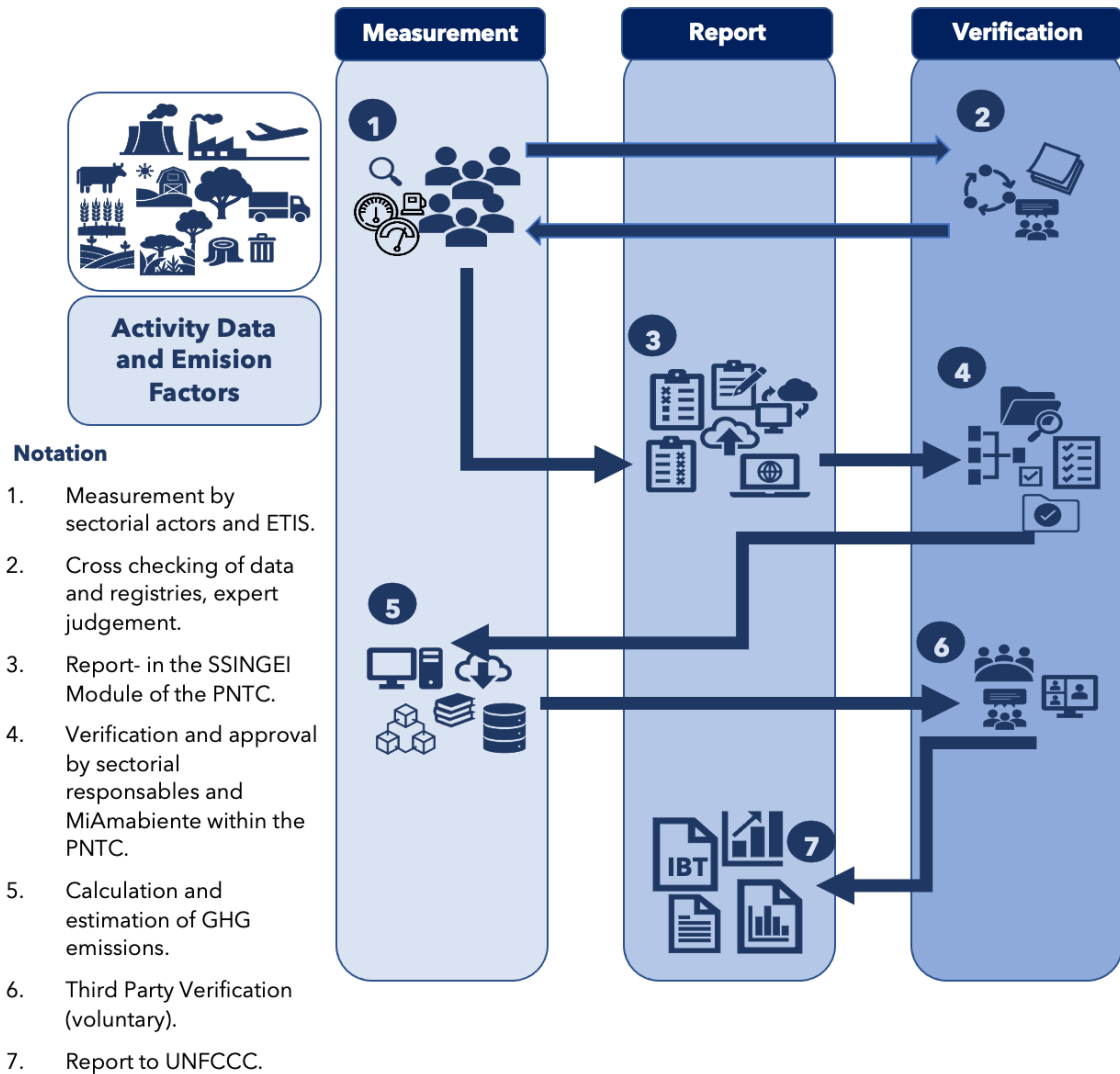 Measurement
Report
Verification
1
2
Activity Data
and Emision
Factors
3
4
5
6
7
IBT
Notation
1. Measurement by
sectorial actors and ETIS.
2. Cross checking of data
and registries, expert
judgement.
3. Report- in the SSINGEI
Module of the PNTC.
4. Verification and approval
by sectorial
responsables and
MiAmabiente within the
PNTC.
5. Calculation and
estimation of GHG
emissions.
6. Third Party Verification
(voluntary).
7. Report to UNFCCC.